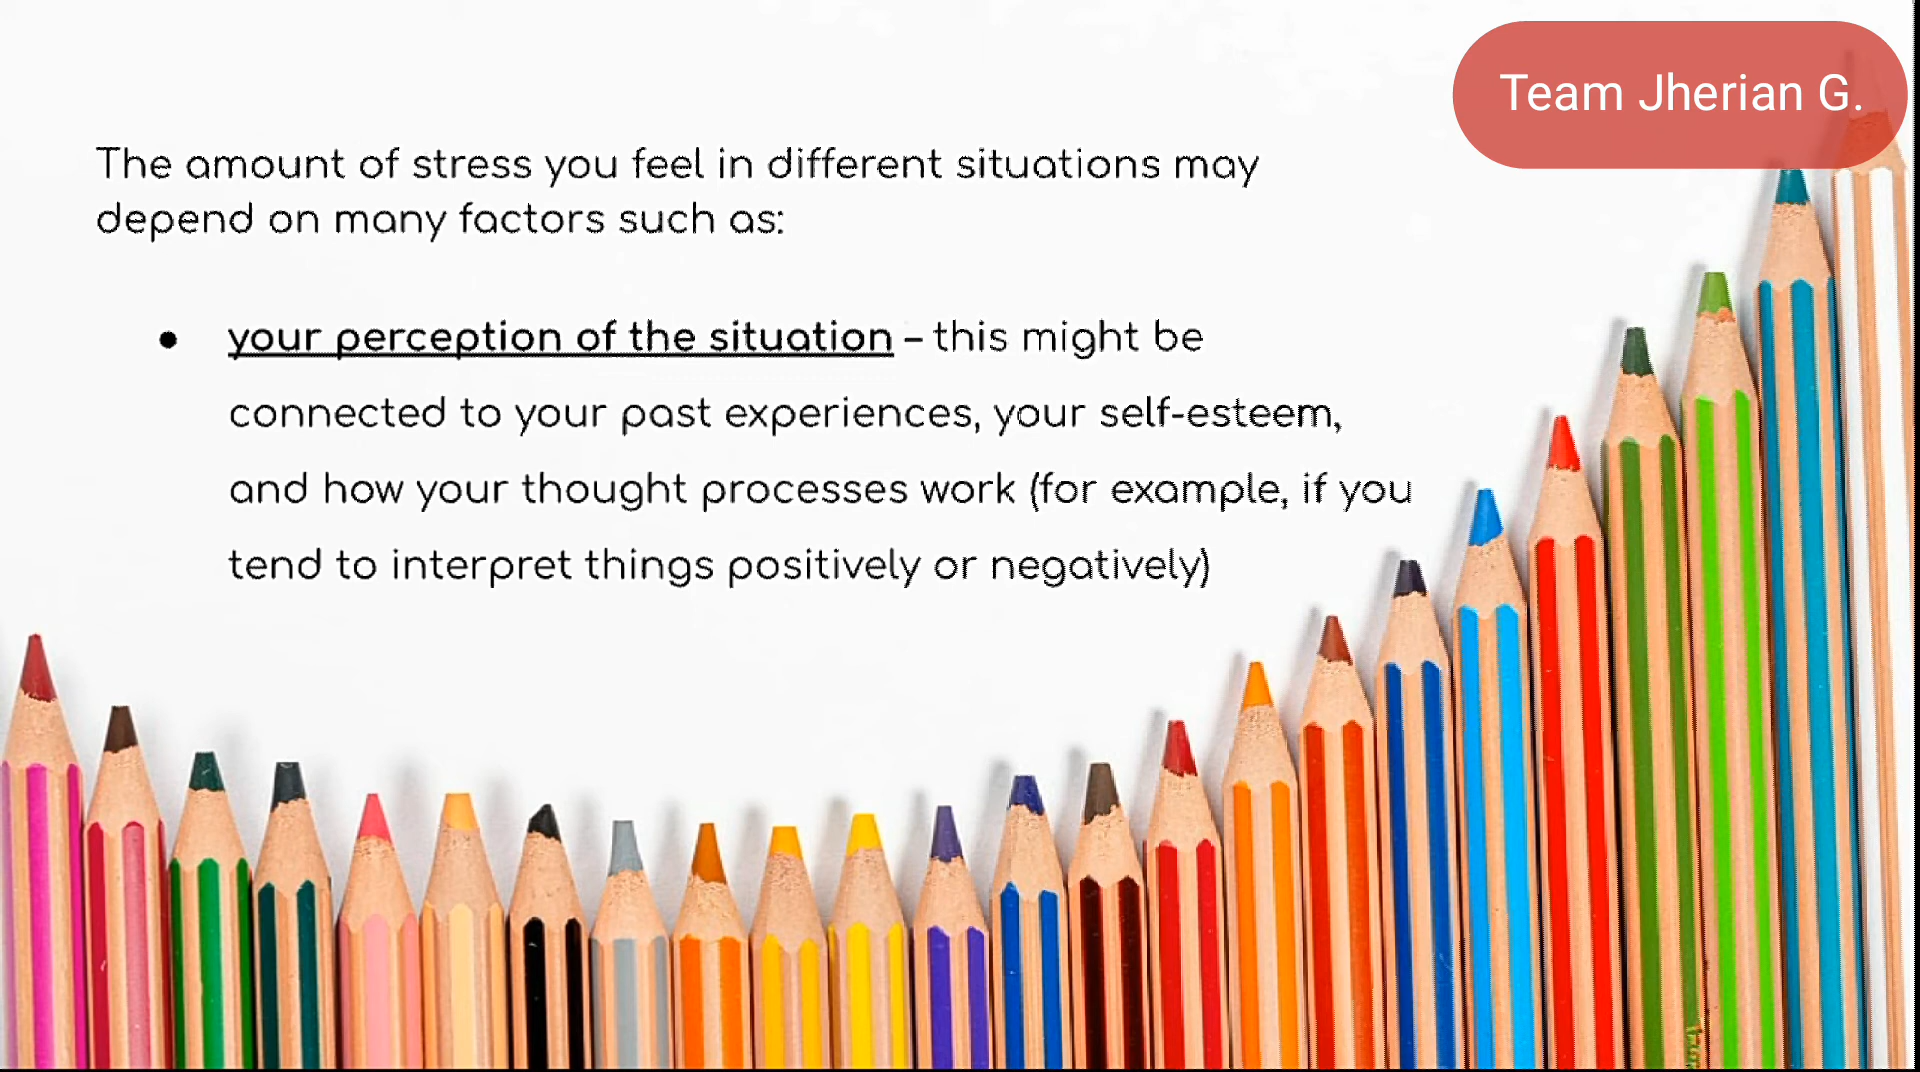 Team Jherian G.
The amount of stress you feel in different situations may
depend on many factors such as:
● your perception of the situation – this might be
connected to your past experiences, your self-esteem,
and how your thought processes work (for example, if you
tend to interpret things positively or negatively)